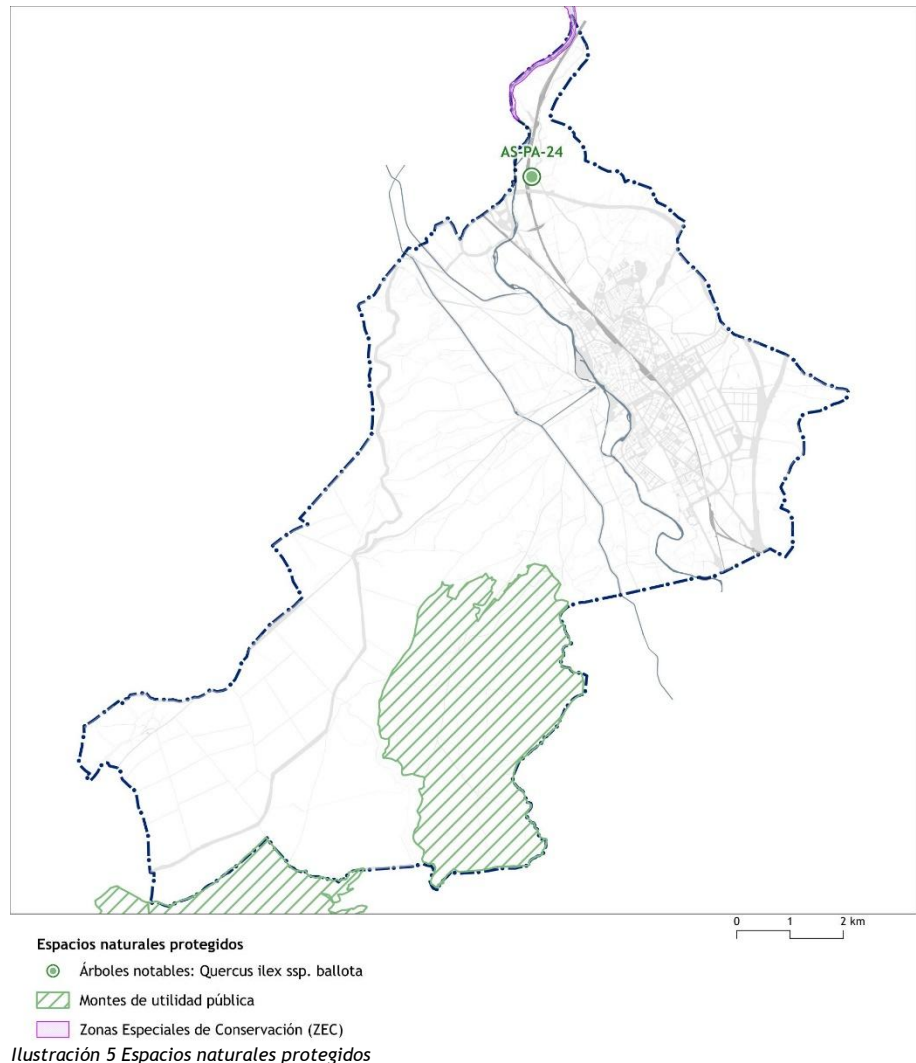 AS-PA-24
0 1 2 km
Espacios naturales protegidos
Árboles notables: Quercus ilex ssp. ballota
Montes de utilidad pública
Zonas Especiales de Conservación (ZEC)
Ilustración 5 Espacios naturales protegidos